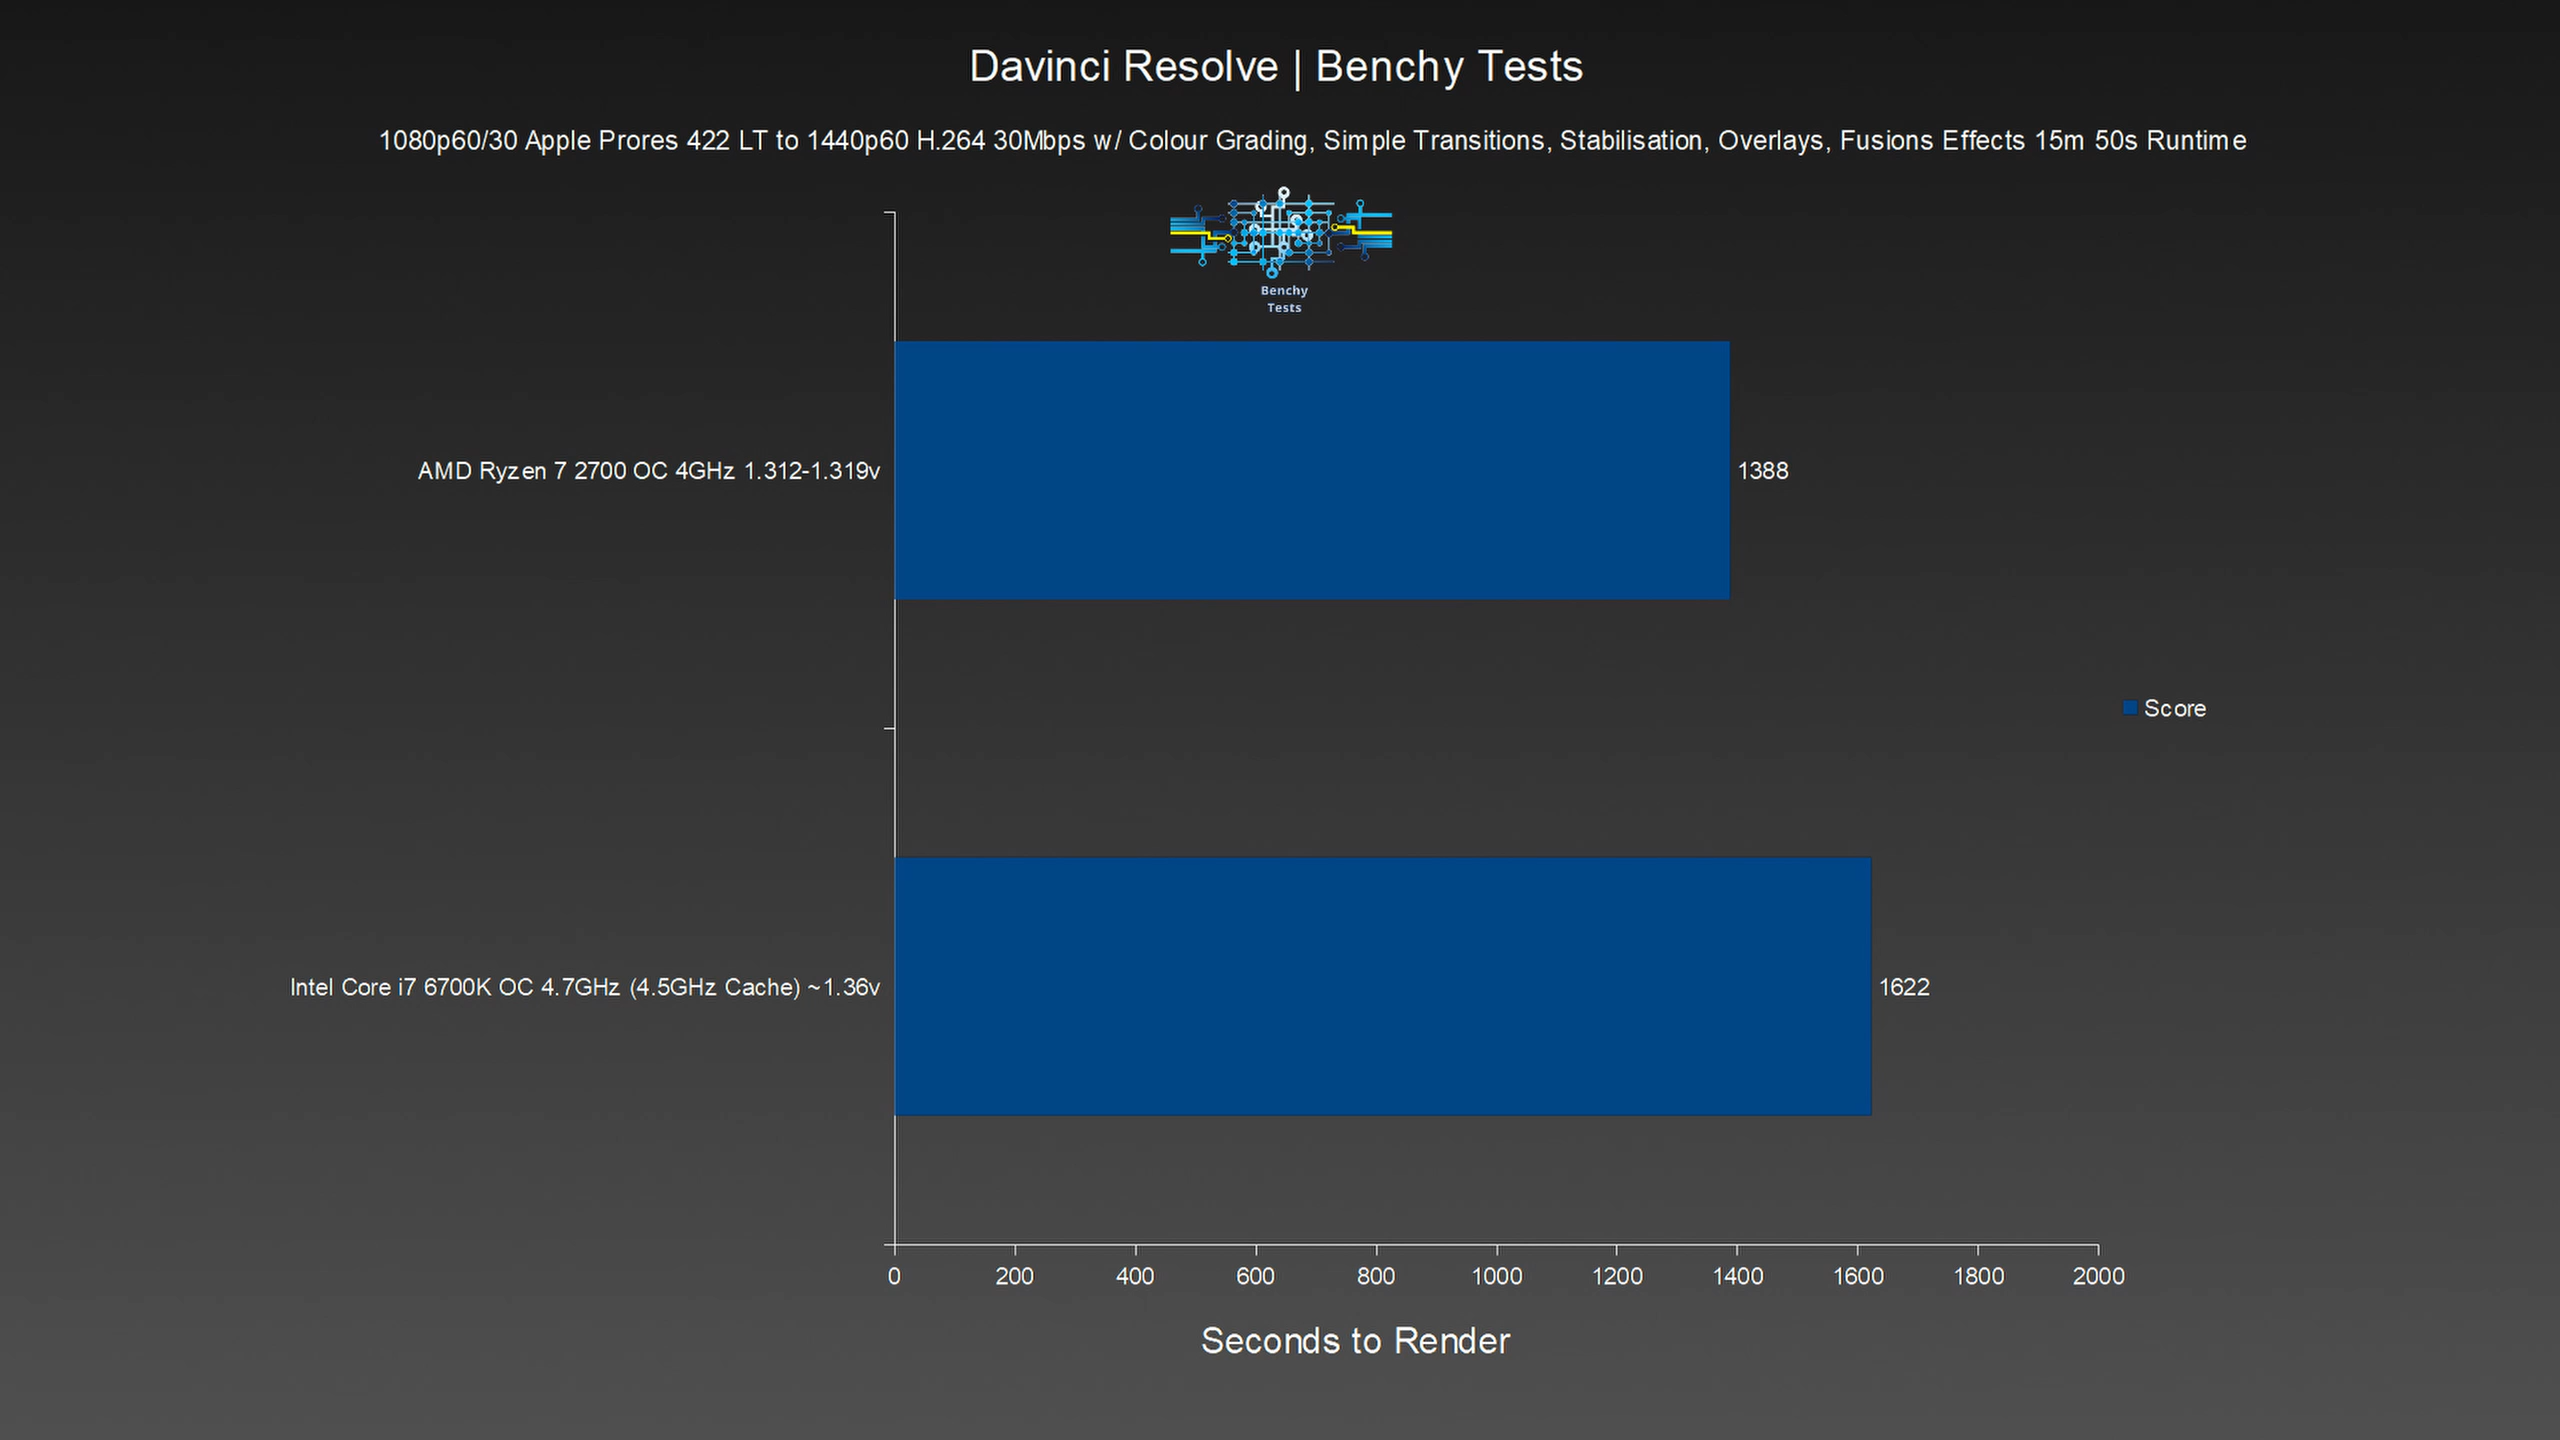 Davinci Resolve | Benchy Tests
1080p60/30 Apple Prores 422 LT to 1440p60 H.264 30Mbps w/ Colour Grading, Simple Transitions, Stabilisation, Overlays, Fusions Effects 15m 50s Runtime
Benchy
Tests
AMD Ryzen 7 2700 OC 4GHz 1.312-1.319v
1388
Score
Intel Core i7 6700K OC 4.7GHz (4.5GHz Cache) ~1.36v
1622
0 200 400 600 800 1000 1200 1400 1600 1800 2000
Seconds to Render